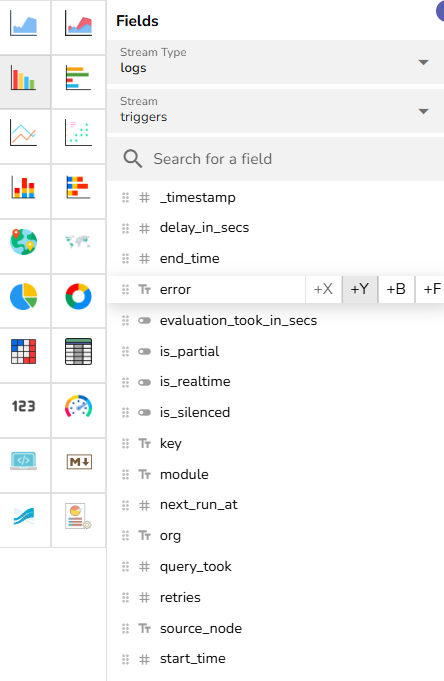 Fields
Stream Type
logs
Stream
triggers
Search for a field
_timestamp
delay_in_secs
end_time
error +X +Y +B +F
evaluation_took_in_secs
is_partial
is_realtime
is_silenced
key
module
next_run_at
org
query_took
retries
source_node
start_time
123
M